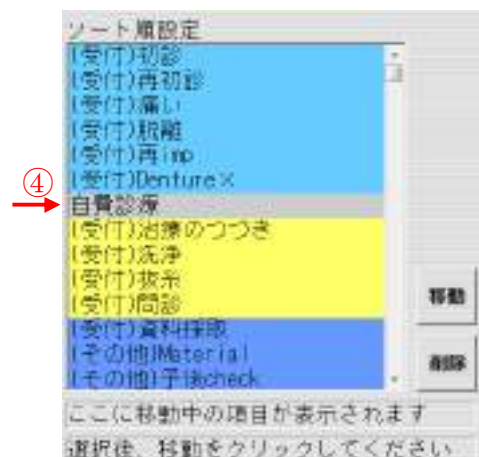 ソート順設定
(受付)初診
(受付)再初診
(受付)痛い
(受付)脱離
(受付)再imp
(受付)Denture×
④
自費診療
(受付)治療のつづき
(受付)洗浄
(受付)抜糸
(受付)問診
(受付)資料採取
(その他)Material
(その他)予後check
移動
削除
ここに移動中の項目が表示されます
選択後、移動をクリックしてください